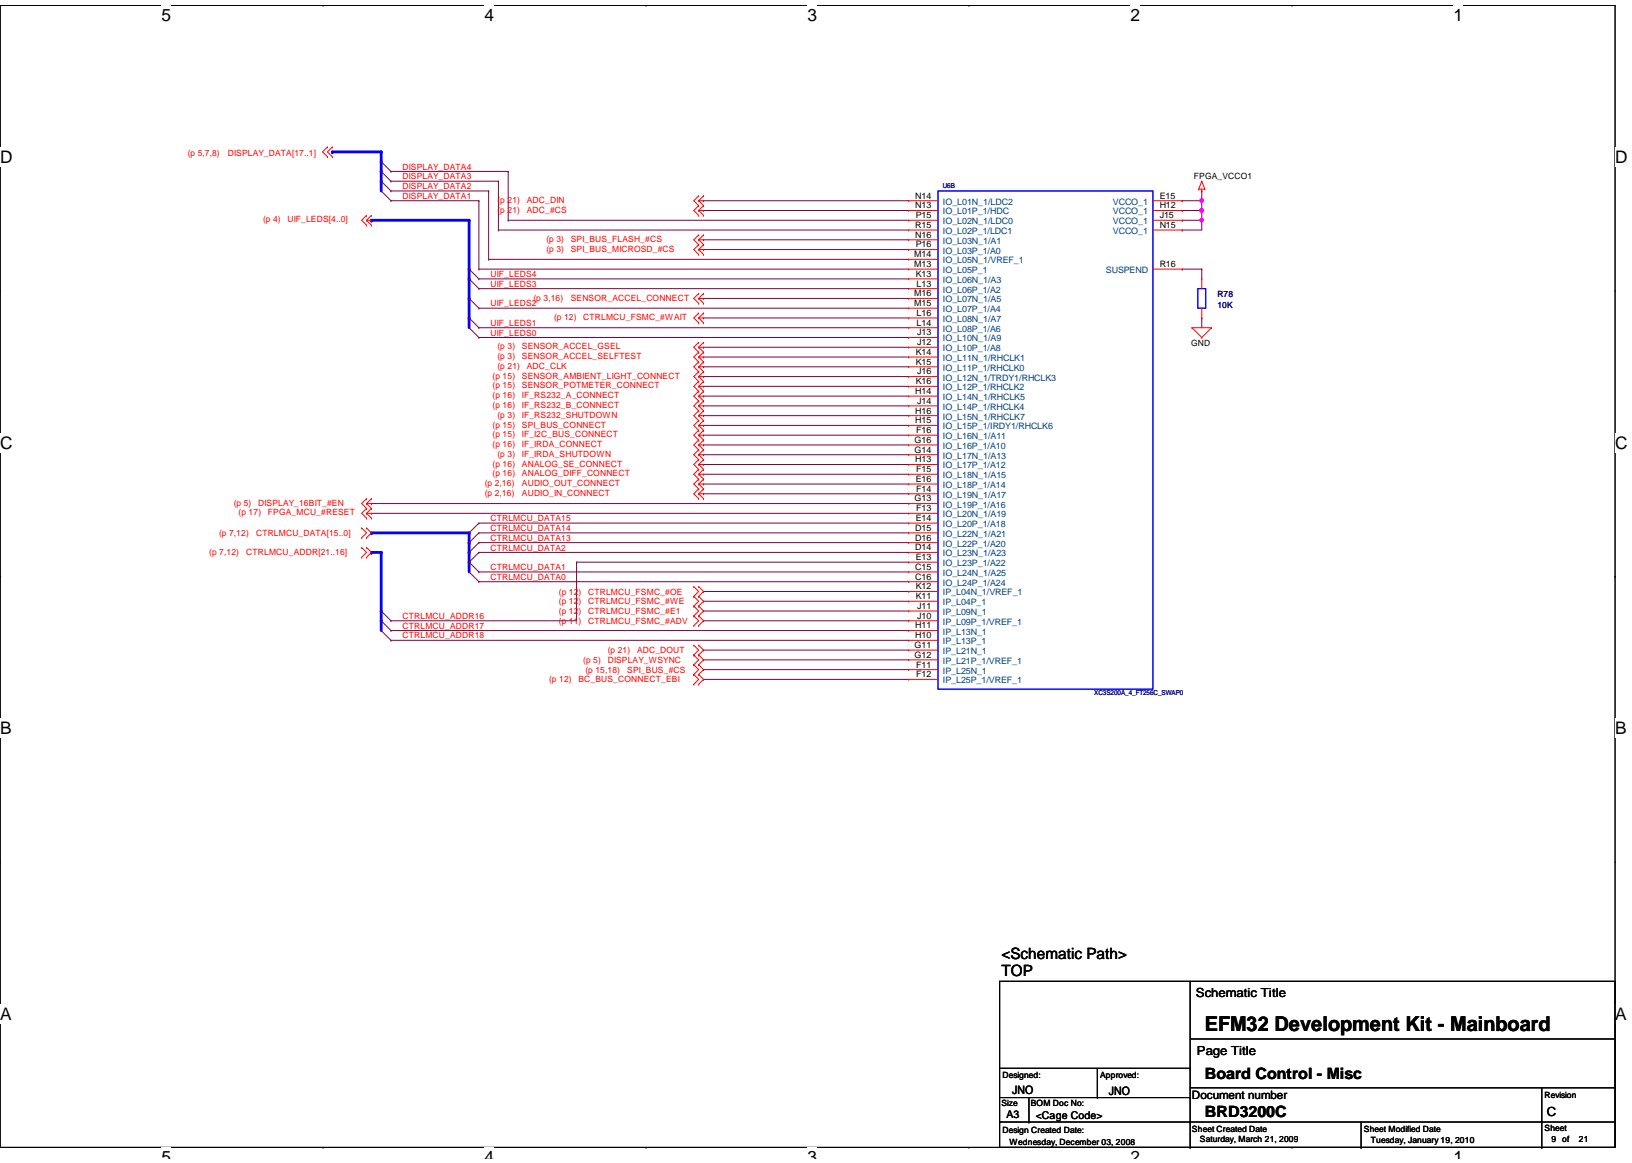 5 4 3 2 1
D D
C C
B B
A A
(p 5,7,8) DISPLAY_DATA[17..1]
DISPLAY_DATA4
DISPLAY_DATA3
DISPLAY_DATA2
DISPLAY_DATA1
(p 4) UIF_LEDS[4..0]
(p 21) ADC_DIN
(p 21) ADC_#CS
(p 3) SPI_BUS_FLASH_#CS
(p 3) SPI_BUS_MICROSD_#CS
UIF_LEDS4
UIF_LEDS3
UIF_LEDS2
(p 3,16) SENSOR_ACCEL_CONNECT
(p 12) CTRLMCU_FSMC_#WAIT
UIF_LEDS1
UIF_LEDS0
(p 3) SENSOR_ACCEL_GSEL
(p 3) SENSOR_ACCEL_SELFTEST
(p 21) ADC_CLK
(p 15) SENSOR_AMBIENT_LIGHT_CONNECT
(p 15) SENSOR_POTMETER_CONNECT
(p 16) IF_RS232_A_CONNECT
(p 16) IF_RS232_B_CONNECT
(p 3) IF_RS232_SHUTDOWN
(p 15) SPI_BUS_CONNECT
(p 15) IF_I2C_BUS_CONNECT
(p 16) IF_IRDA_CONNECT
(p 3) IF_IRDA_SHUTDOWN
(p 16) ANALOG_SE_CONNECT
(p 16) ANALOG_DIFF_CONNECT
(p 2,16) AUDIO_OUT_CONNECT
(p 2,16) AUDIO_IN_CONNECT
(p 5) DISPLAY_16BIT_#EN
(p 17) FPGA_MCU_#RESET
(p 7,12) CTRLMCU_DATA[15..0]
(p 7,12) CTRLMCU_ADDR[21..16]
CTRLMCU_DATA15
CTRLMCU_DATA14
CTRLMCU_DATA13
CTRLMCU_DATA2
CTRLMCU_DATA1
CTRLMCU_DATA0
(p 12) CTRLMCU_FSMC_#OE
(p 12) CTRLMCU_FSMC_#WE
(p 12) CTRLMCU_FSMC_#E1
(p 11) CTRLMCU_FSMC_#ADV
CTRLMCU_ADDR16
CTRLMCU_ADDR17
CTRLMCU_ADDR18
(p 21) ADC_DOUT
(p 5) DISPLAY_WSYNC
(p 15,18) SPI_BUS_#CS
(p 12) BC_BUS_CONNECT_EBI
U6B
N14 IO_L01N_1/LDC2
N13 IO_L01P_1/HDC
P15 IO_L02N_1/LDC0
R15 IO_L02P_1/LDC1
N16 IO_L03N_1/A1
P16 IO_L03P_1/A0
M14 IO_L05N_1/VREF_1
M13 IO_L05P_1
K13 IO_L06N_1/A3
L13 IO_L06P_1/A2
M16 IO_L07N_1/A5
M15 IO_L07P_1/A4
L16 IO_L08N_1/A7
L14 IO_L08P_1/A6
J13 IO_L10N_1/A9
J12 IO_L10P_1/A8
K14 IO_L11N_1/RHCLK1
K15 IO_L11P_1/RHCLK0
J16 IO_L12N_1/TRDY1/RHCLK3
K16 IO_L12P_1/RHCLK2
H14 IO_L14N_1/RHCLK5
J14 IO_L14P_1/RHCLK4
H16 IO_L15N_1/RHCLK7
H15 IO_L15P_1/IRDY1/RHCLK6
F16 IO_L16N_1/A11
G16 IO_L16P_1/A10
G14 IO_L17N_1/A13
H13 IO_L17P_1/A12
F15 IO_L18N_1/A15
E16 IO_L18P_1/A14
F14 IO_L19N_1/A17
G13 IO_L19P_1/A16
F13 IO_L20N_1/A19
E14 IO_L20P_1/A18
D15 IO_L22N_1/A21
D16 IO_L22P_1/A20
D14 IO_L23N_1/A23
E13 IO_L23P_1/A22
C15 IO_L24N_1/A25
C16 IO_L24P_1/A24
K12 IP_L04N_1/VREF_1
K11 IP_L04P_1
J11 IP_L09N_1
J10 IP_L09P_1/VREF_1
H11 IP_L13N_1
H10 IP_L13P_1
G11 IP_L21N_1
G12 IP_L21P_1/VREF_1
F11 IP_L25N_1
F12 IP_L25P_1/VREF_1
FPGA_VCCO1
VCCO_1 E15
VCCO_1 H12
VCCO_1 J15
VCCO_1 N15
SUSPEND R16
R78
10K
GND
XC3S200A_4_FT256C_SWAP0
<Schematic Path>
TOP
Schematic Title
EFM32 Development Kit - Mainboard
Page Title
Board Control - Misc
Designed: JNO
Approved: JNO
Size A3
BOM Doc No: <Cage Code>
Document number
BRD3200C
Revision
C
Design Created Date:
Wednesday, December 03, 2008
Sheet Created Date
Saturday, March 21, 2009
Sheet Modified Date
Tuesday, January 19, 2010
Sheet
9 of 21
5 4 3 2 1